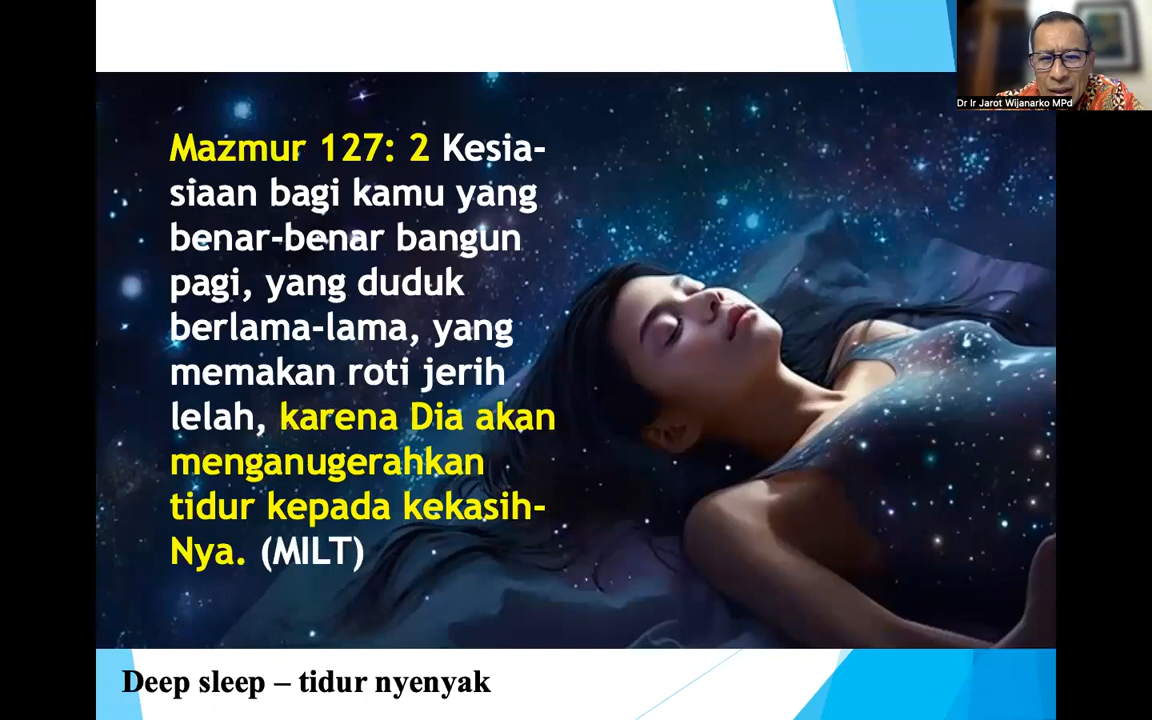 Dr Ir Jarot Wijanarko MPd
Mazmur 127: 2 Kesia-
siaan bagi kamu yang
benar-benar bangun
pagi, yang duduk
berlama-lama, yang
memakan roti jerih
lelah, karena Dia akan
menganugerahkan
tidur kepada kekasih-
Nya. (MILT)
Deep sleep – tidur nyenyak